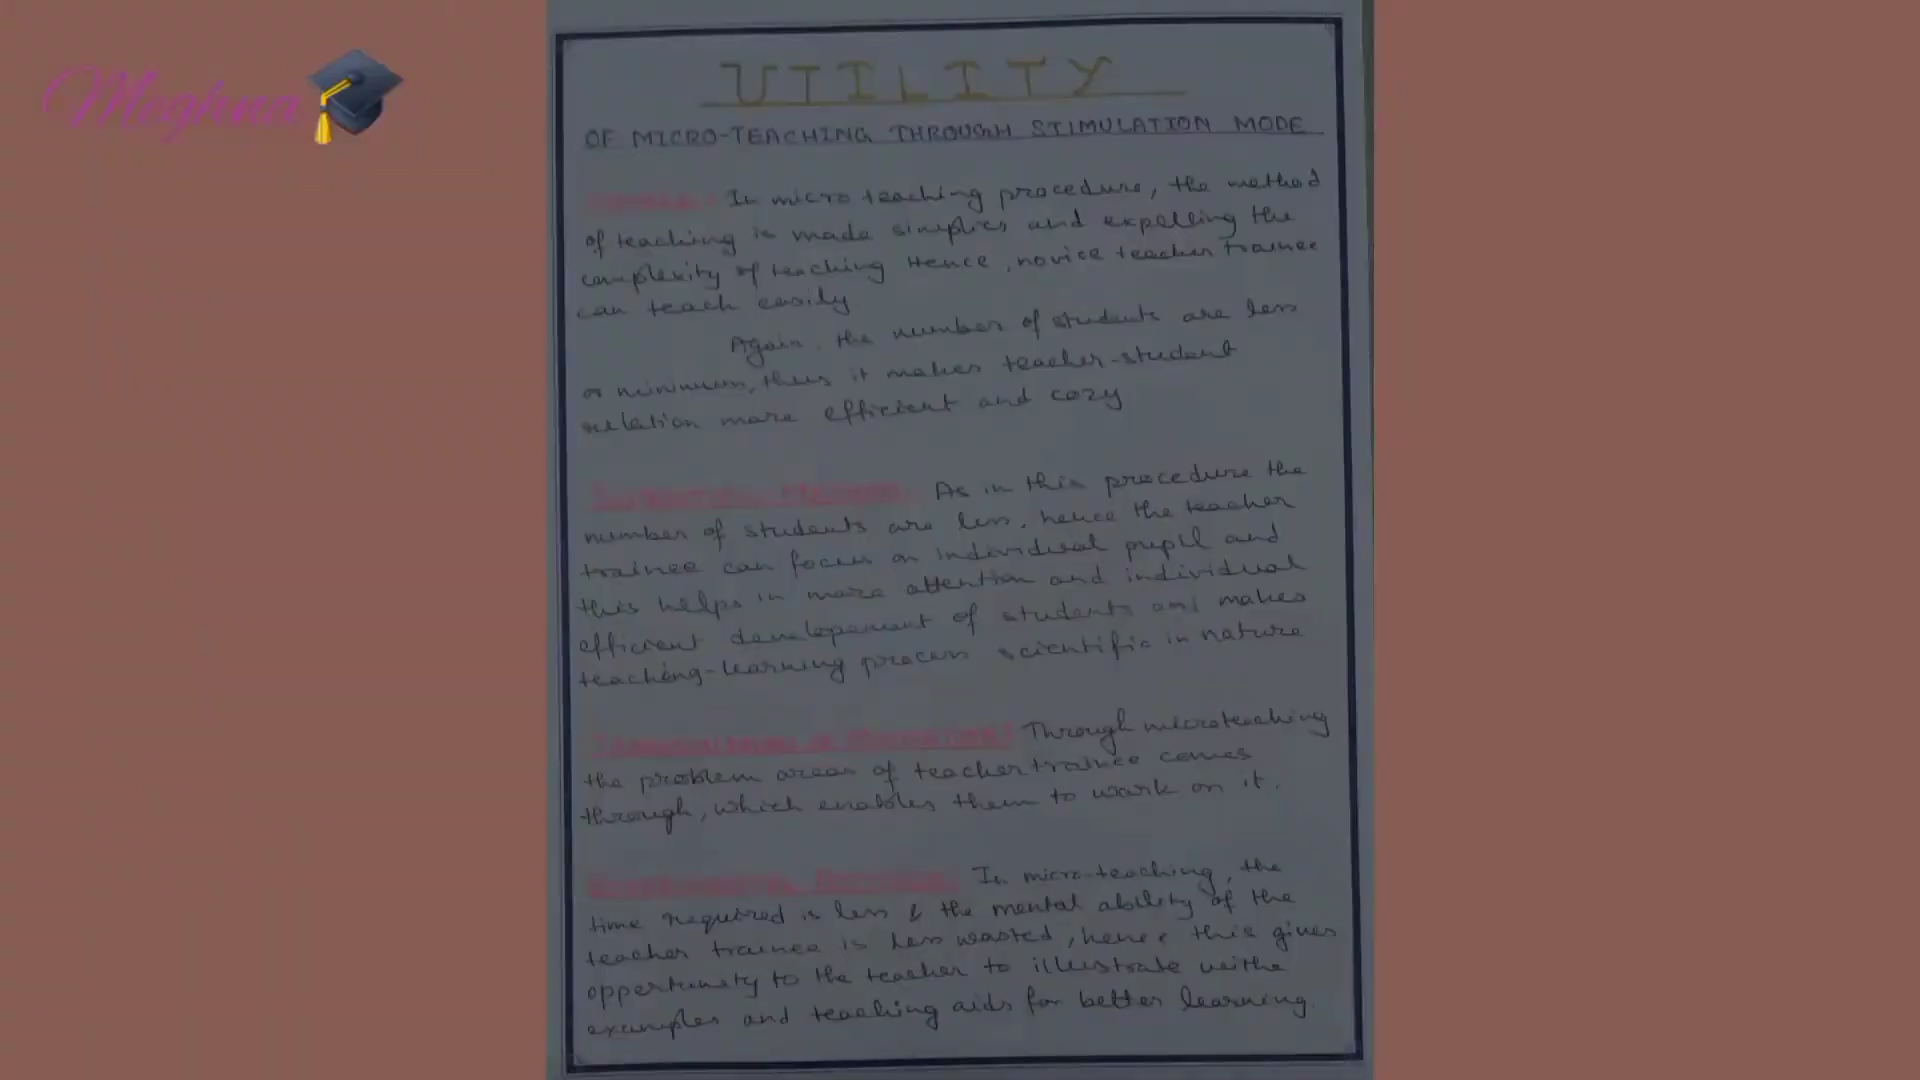 Meghna
UTILITY
OF MICRO-TEACHING THROUGH STIMULATION MODE
In micro teaching procedure, the method
of teaching is made simplies and expelling the
complexity of teaching Hence, novice teacher trainee
can teach easily
Again, the number of students are less
or minimum, thus it makes teacher-student
relation more efficient and cozy
As in this procedure the
number of students are less, hence the teacher
trainee can focus on individual pupil and
this helps in more attention and individual
efficient developement of students and makes
teaching-learning process scientific in nature
Through microteaching
the problem areas of teacher trainee comes
through, which enables them to work on it.
In micro-teaching, the
time required is less & the mental ability of the
teacher trainee is less wasted, hence this gives
opportunity to the teacher to illustrate
examples and teaching aids for better learning